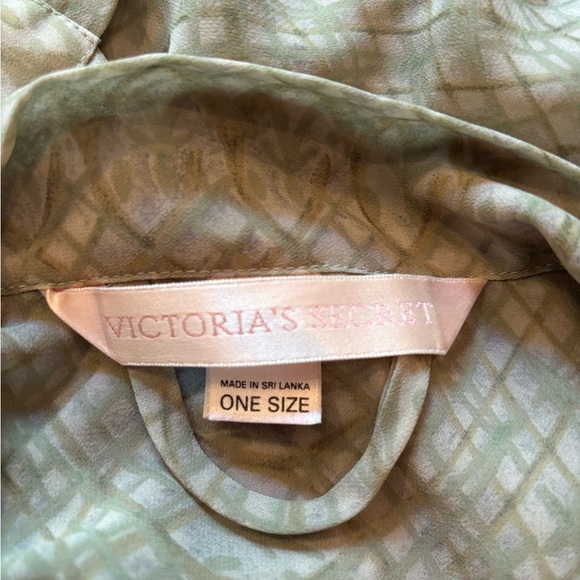 VICTORIA'S SECRET
MADE IN SRI LANKA
ONE SIZE